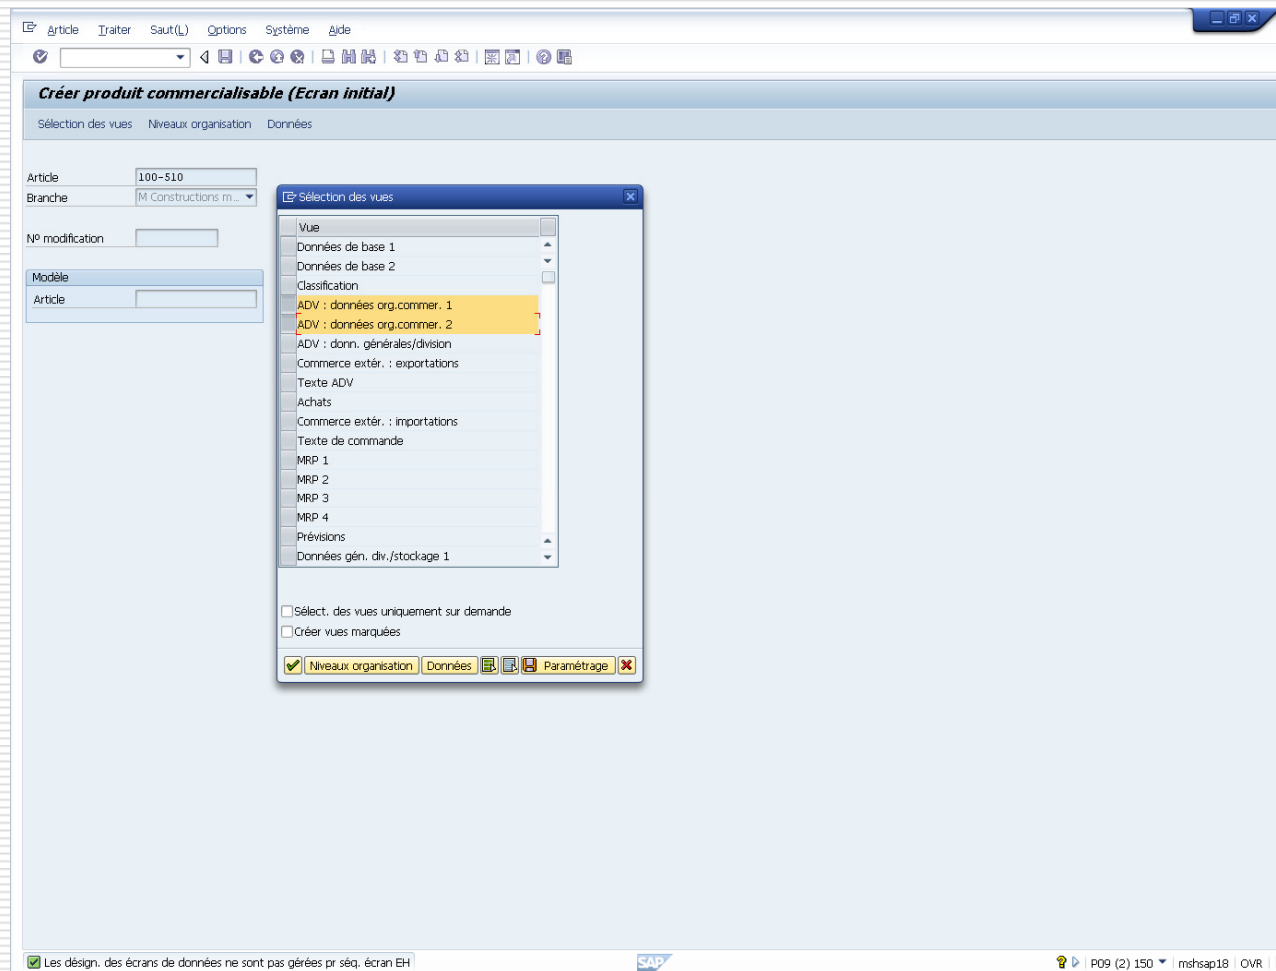 Article Traiter Saut(L) Options Système Aide
Créer produit commercialisable (Ecran initial)
Sélection des vues Niveaux organisation Données
Article 100-510
Branche M Constructions m...
Nº modification
Modèle
Article
Sélection des vues
Vue
Données de base 1
Données de base 2
Classification
ADV : données org.commer. 1
ADV : données org.commer. 2
ADV : donn. générales/division
Commerce extér. : exportations
Texte ADV
Achats
Commerce extér. : importations
Texte de commande
MRP 1
MRP 2
MRP 3
MRP 4
Prévisions
Données gén. div./stockage 1
Sélect. des vues uniquement sur demande
Créer vues marquées
Niveaux organisation Données Paramétrage
Les désign. des écrans de données ne sont pas gérées pr séq. écran EH
SAP
P09 (2) 150 mshsap18 OVR